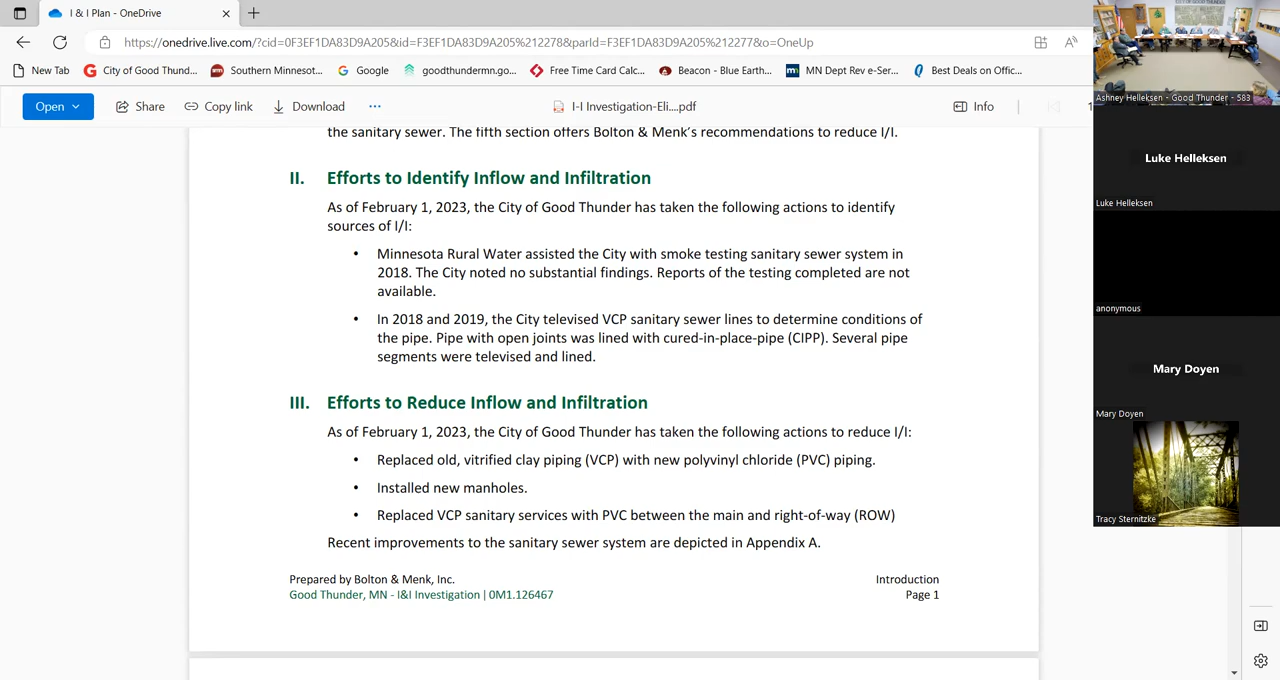 I & I Plan - OneDrive
https://onedrive.live.com/?cid=0F3EF1DA83D9A205&id=F3EF1DA83D9A205%212278&parId=F3EF1DA83D9A205%212277&o=OneUp
New Tab
City of Good Thund...
Southern Minnesot...
Google
goodthundermn.go...
Free Time Card Calc...
Beacon - Blue Earth...
MN Dept Rev e-Ser...
Best Deals on Offic...
Open
Share
Copy link
Download
I-I Investigation-Eli....pdf
Info
1
the sanitary sewer. The fifth section offers Bolton & Menk's recommendations to reduce I/I.
II. Efforts to Identify Inflow and Infiltration
As of February 1, 2023, the City of Good Thunder has taken the following actions to identify
sources of I/I:
• Minnesota Rural Water assisted the City with smoke testing sanitary sewer system in
2018. The City noted no substantial findings. Reports of the testing completed are not
available.
• In 2018 and 2019, the City televised VCP sanitary sewer lines to determine conditions of
the pipe. Pipe with open joints was lined with cured-in-place-pipe (CIPP). Several pipe
segments were televised and lined.
III. Efforts to Reduce Inflow and Infiltration
As of February 1, 2023, the City of Good Thunder has taken the following actions to reduce I/I:
• Replaced old, vitrified clay piping (VCP) with new polyvinyl chloride (PVC) piping.
• Installed new manholes.
• Replaced VCP sanitary services with PVC between the main and right-of-way (ROW)
Recent improvements to the sanitary sewer system are depicted in Appendix A.
Prepared by Bolton & Menk, Inc.
Introduction
Good Thunder, MN - I&I Investigation | 0M1.126467
Page 1
Ashney Helleksen - Good Thunder - 583
Luke Helleksen
Luke Helleksen
anonymous
Mary Doyen
Mary Doyen
Tracy Sternitzke